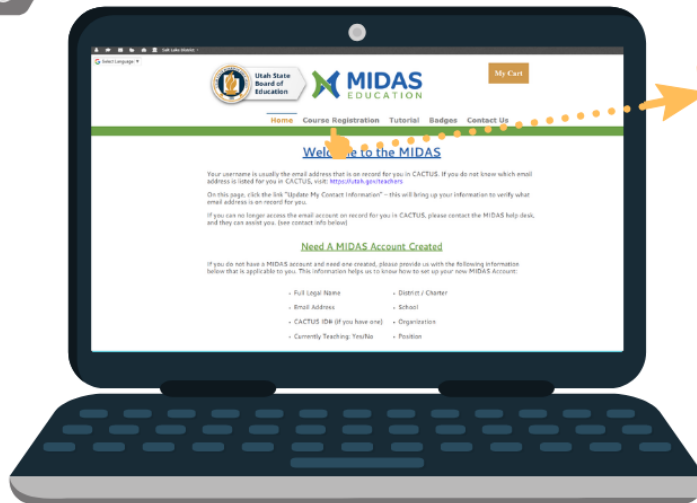 Salt Lake District
Select Language
Utah State
Board of
Education
MIDAS
EDUCATION
My Cart
Home Course Registration Tutorial Badges Contact Us
Welcome to the MIDAS
Your username is usually the email address that is on record for you in CACTUS. If you do not know which email
address is listed for you in CACTUS, visit: https://utah.gov/teachers
On this page, click the link "Update My Contact Information" – this will bring up your information to verify what
email address is on record for you.
If you can no longer access the email account on record for you in CACTUS, please contact the MIDAS help desk,
and they can assist you. (see contact info below)
Need A MIDAS Account Created
If you do not have a MIDAS account and need one created, please provide us with the following information
below that is applicable to you. This information helps us to know how to set up your new MIDAS Account:
• Full Legal Name
• Email Address
• CACTUS ID# (if you have one)
• Currently Teaching: Yes/No
• District / Charter
• School
• Organization
• Position